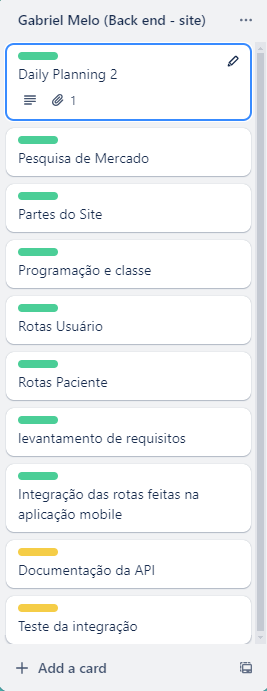 Gabriel Melo (Back end - site)
Daily Planning 2
1
Pesquisa de Mercado
Partes do Site
Programação e classe
Rotas Usuário
Rotas Paciente
levantamento de requisitos
Integração das rotas feitas na
aplicação mobile
Documentação da API
Teste da integração
Add a card